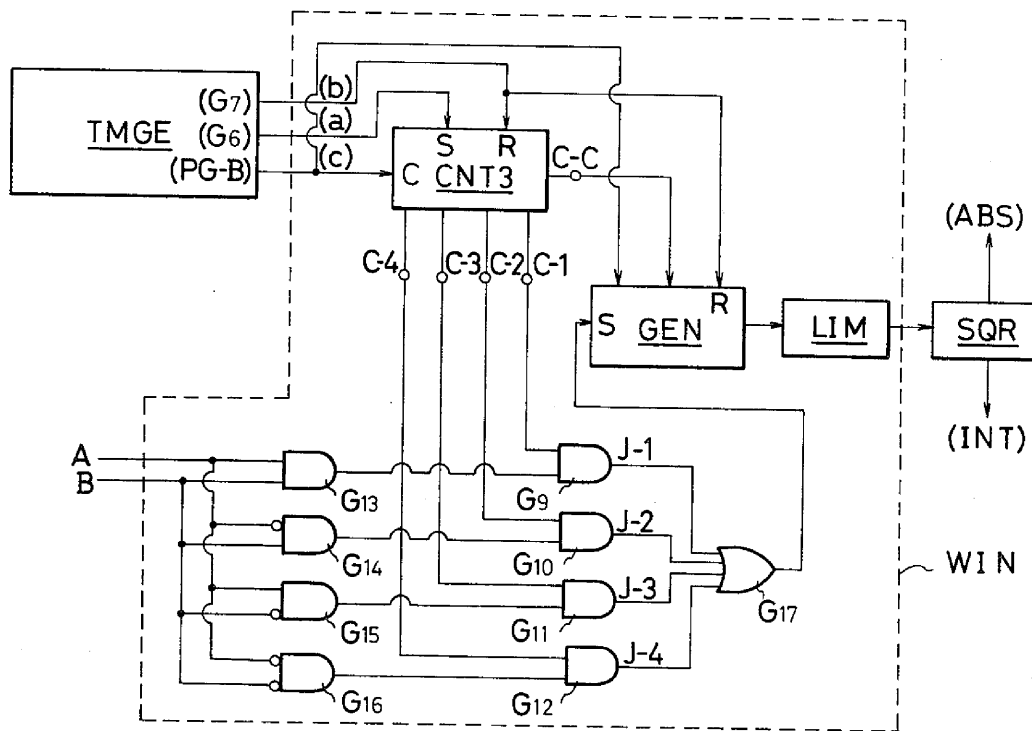 TMGE
(G7)
(G6)
(PG-B)
(b)
(a)
(c)
S R
C CNT3
C-C
C-4
C-3
C-2
C-1
R
S GEN
LIM
SQR
(ABS)
(INT)
A
B
G13
G14
G15
G16
G9
G10
G11
G12
J-1
J-2
J-3
J-4
G17
WIN